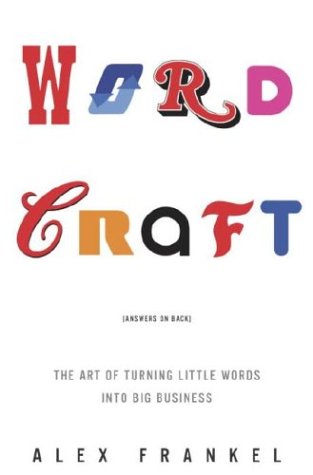 WORD
CRaFT
[ANSWERS ON BACK]
THE ART OF TURNING LITTLE WORDS
INTO BIG BUSINESS
ALEX FRANKEL